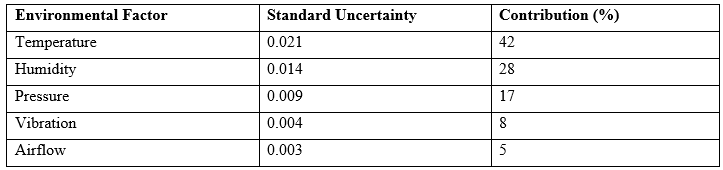 Environmental Factor Standard Uncertainty Contribution (%)
Temperature 0.021 42
Humidity 0.014 28
Pressure 0.009 17
Vibration 0.004 8
Airflow 0.003 5